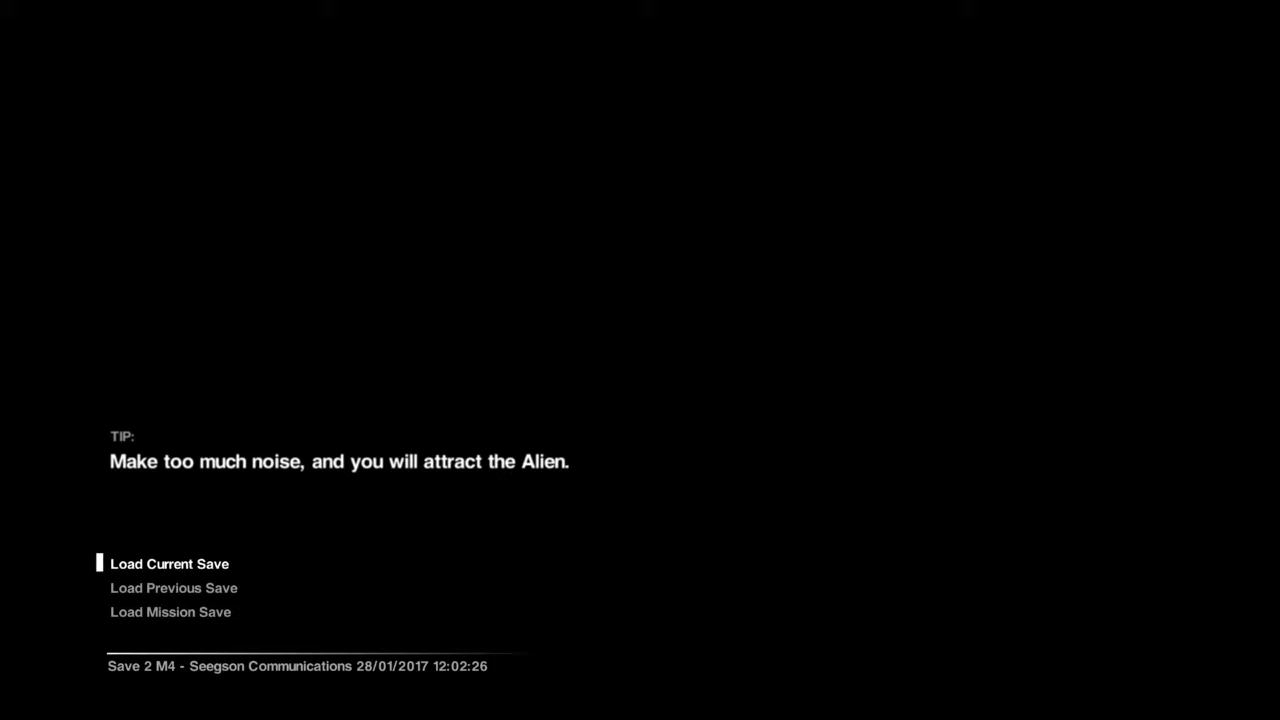 TIP:
Make too much noise, and you will attract the Alien.
Load Current Save
Load Previous Save
Load Mission Save
Save 2 M4 - Seegson Communications 28/01/2017 12:02:26